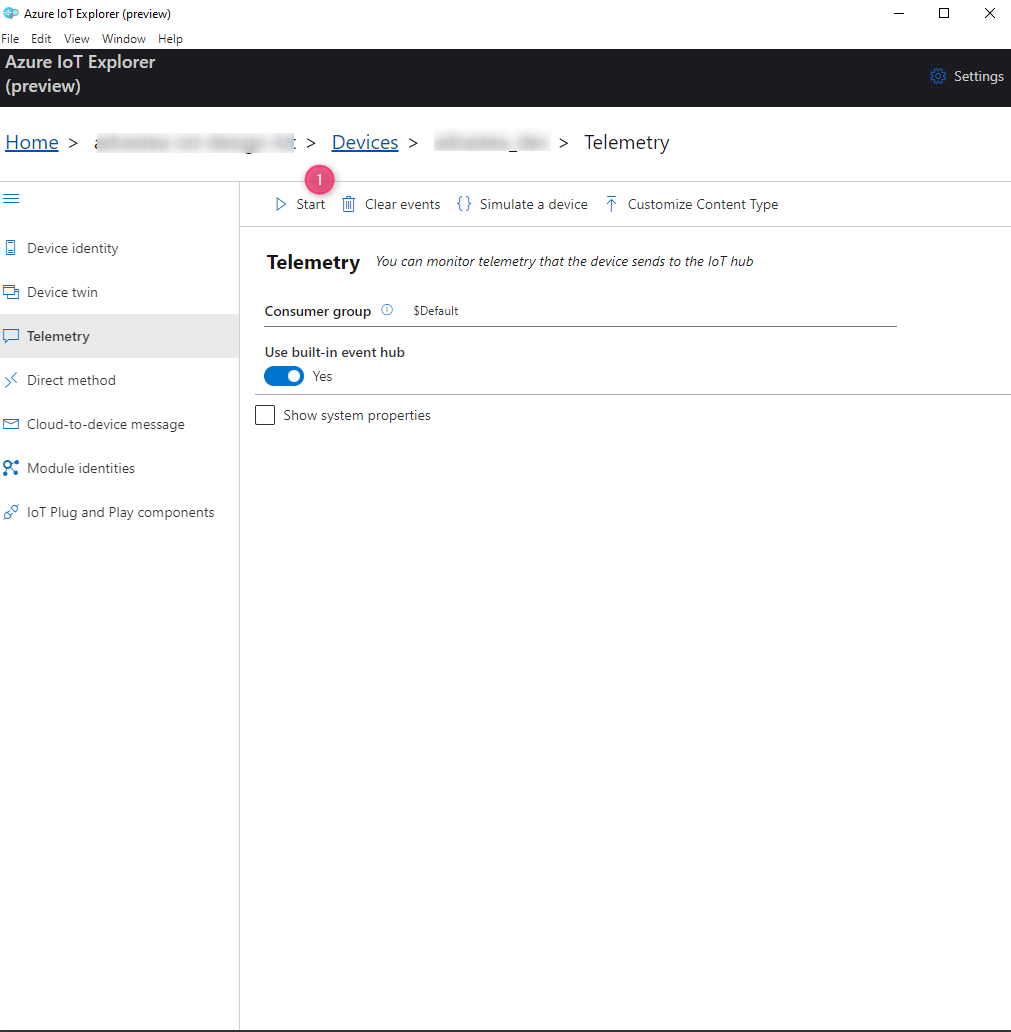 Azure IoT Explorer (preview)
File Edit View Window Help
Azure IoT Explorer
(preview)
Settings
Home > > Devices > > Telemetry
1
Start Clear events {} Simulate a device Customize Content Type
Device identity
Device twin
Telemetry
Direct method
Cloud-to-device message
Module identities
IoT Plug and Play components
Telemetry You can monitor telemetry that the device sends to the IoT hub
Consumer group $Default
Use built-in event hub
Yes
Show system properties